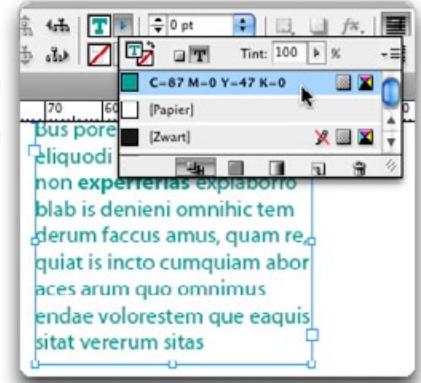 T 0 pt fx.
T Tint: 100 %
C=87 M=0 Y=47 K=0
[Papier]
[Zwart]
70 80
Bus pore
eliquodi
non experferias explaborro
blab is denieni omnihic tem
derum faccus amus, quam re,
quiat is incto cumquiam abor
aces arum quo omnimus
endae volorestem que eaquis
sitat vererum sitas